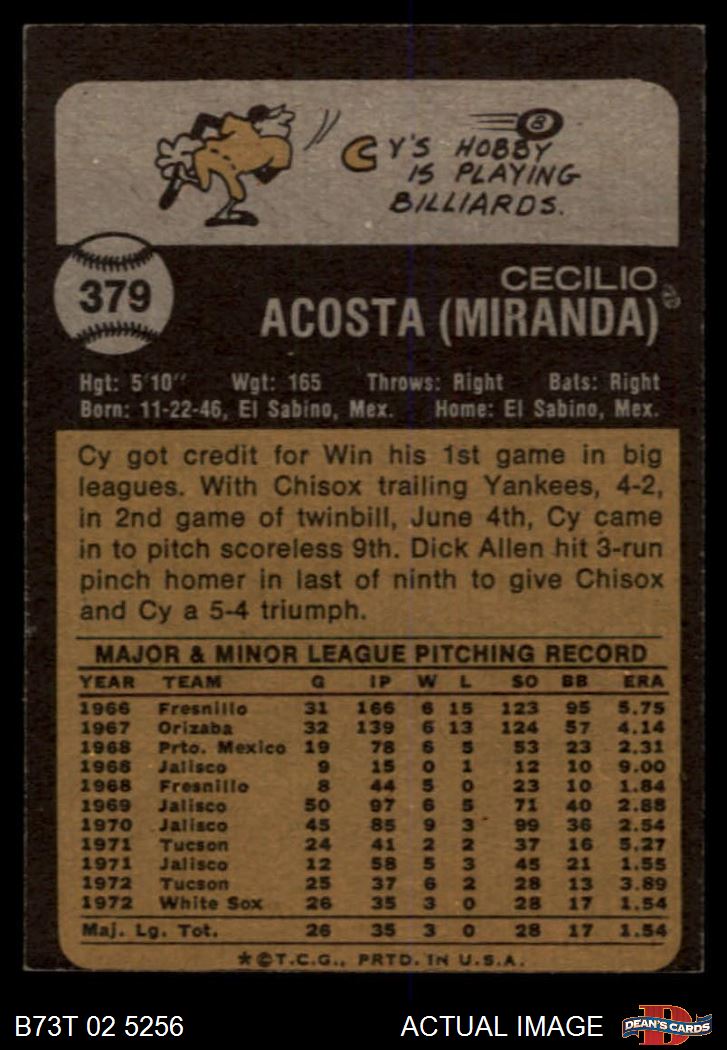 8
CY'S HOBBY
IS PLAYING
BILLIARDS.
379
CECILIO
ACOSTA (MIRANDA)
Hgt: 5'10" Wgt: 165 Throws: Right Bats: Right
Born: 11-22-46, El Sabino, Mex. Home: El Sabino, Mex.
Cy got credit for Win his 1st game in big
leagues. With Chisox trailing Yankees, 4-2,
in 2nd game of twinbill, June 4th, Cy came
in to pitch scoreless 9th. Dick Allen hit 3-run
pinch homer in last of ninth to give Chisox
and Cy a 5-4 triumph.
MAJOR & MINOR LEAGUE PITCHING RECORD
YEAR TEAM G IP W L SO BB ERA
1966 Fresnillo 31 166 6 15 123 95 5.75
1967 Orizaba 32 139 6 13 124 57 4.14
1968 Prto. Mexico 19 78 6 5 53 23 2.31
1968 Jalisco 9 15 0 1 12 10 9.00
1968 Fresnillo 8 44 5 0 23 10 1.84
1969 Jalisco 50 97 6 5 71 40 2.88
1970 Jalisco 45 85 9 3 99 36 2.54
1971 Tucson 24 41 2 2 37 16 5.27
1971 Jalisco 12 58 5 3 45 21 1.55
1972 Tucson 25 37 6 2 28 13 3.89
1972 White Sox 26 35 3 0 28 17 1.54
Maj. Lg. Tot. 26 35 3 0 28 17 1.54
*©T.C.G., PRTD. IN U.S.A.
B73T 02 5256 ACTUAL IMAGE
D
DEAN'S CARDS